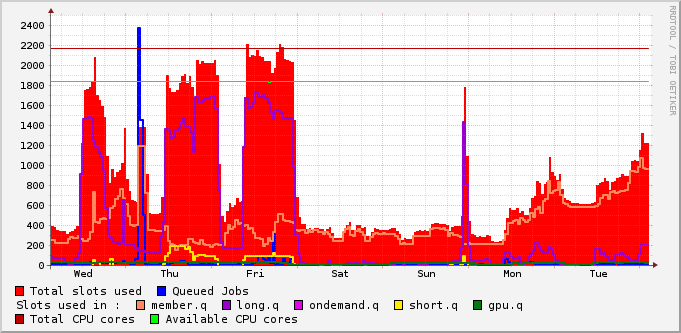 2400
2200
2000
1800
1600
1400
1200
1000
800
600
400
200
0
Wed Thu Fri Sat Sun Mon Tue
Total slots used Queued Jobs
Slots used in : member.q long.q ondemand.q short.q gpu.q
Total CPU cores Available CPU cores
RRDTOOL / TOBI OETIKER